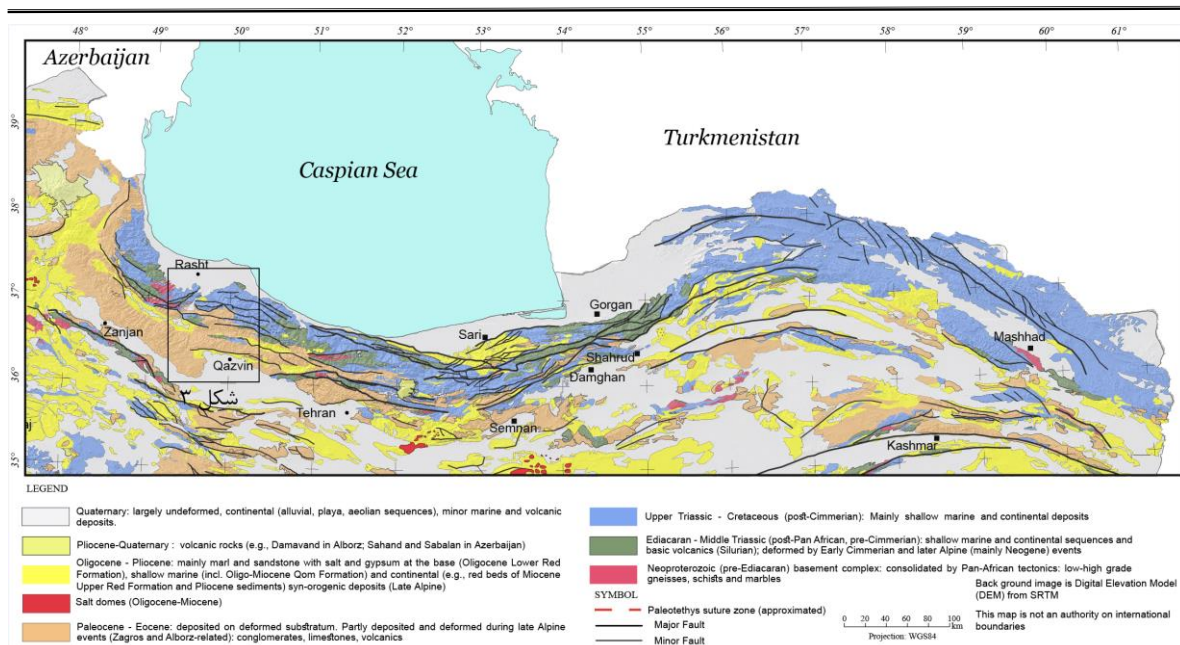 48° 49° 50° 51° 52° 53° 54° 55° 56° 57° 58° 59° 60° 61°
Azerbaijan
39°
38°
37°
36°
35°
Caspian Sea
Turkmenistan
Rasht
Zanjan
Qazvin
شکل ۳
Tehran
Sari
Gorgan
Shahrud
Damghan
Semnan
Mashhad
Kashmar
LEGEND
Quaternary: largely undeformed, continental (alluvial, playa, aeolian sequences), minor marine and volcanic
deposits.
Pliocene-Quaternary : volcanic rocks (e.g., Damavand in Alborz; Sahand and Sabalan in Azerbaijan)
Oligocene - Pliocene: mainly marl and sandstone with salt and gypsum at the base (Oligocene Lower Red
Formation), shallow marine (incl. Oligo-Miocene Qom Formation) and continental (e.g., red beds of Miocene
Upper Red Formation and Pliocene sediments) syn-orogenic deposits (Late Alpine)
Salt domes (Oligocene-Miocene)
Paleocene - Eocene: deposited on deformed substratum. Partly deposited and deformed during late Alpine
events (Zagros and Alborz-related): conglomerates, limestones, volcanics
Upper Triassic - Cretaceous (post-Cimmerian): Mainly shallow marine and continental deposits
Ediacaran - Middle Triassic (post-Pan African, pre-Cimmerian): shallow marine and continental sequences and
basic volcanics (Silurian); deformed by Early Cimmerian and later Alpine (mainly Neogene) events
Neoproterozoic (pre-Ediacaran) basement complex: consolidated by Pan-African tectonics: low-high grade
gneisses, schists and marbles
SYMBOL
Paleotethys suture zone (approximated)
Major Fault
Minor Fault
0 20 40 60 80 100
km
Projection: WGS84
Back ground image is Digital Elevation Model
(DEM) from SRTM
This map is not an authority on international
boundaries